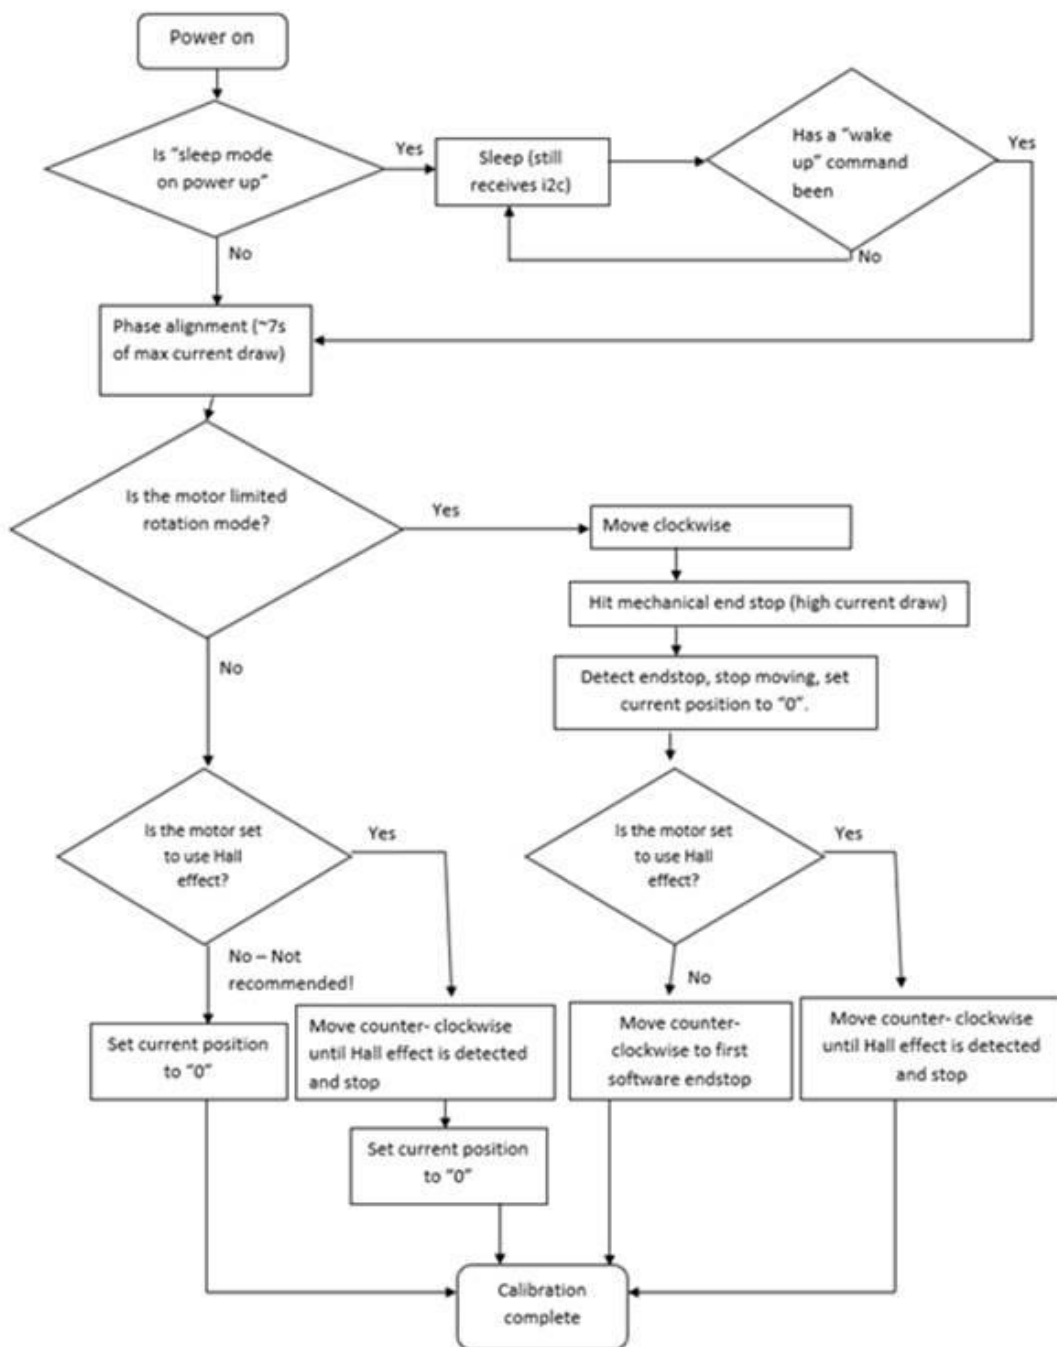 Power on
Is “sleep mode
on power up”
Yes
Sleep (still
receives i2c)
Has a “wake
up” command
been
Yes
No
No
Phase alignment (~7s
of max current draw)
Is the motor limited
rotation mode?
Yes
Move clockwise
Hit mechanical end stop (high current draw)
No
Detect endstop, stop moving, set
current position to “0”.
Is the motor set
to use Hall
effect?
Yes
Is the motor set
to use Hall
effect?
Yes
No – Not
recommended!
No
Set current position
to “0”
Move counter- clockwise
until Hall effect is detected
and stop
Move counter-
clockwise to first
software endstop
Move counter- clockwise
until Hall effect is detected
and stop
Set current position
to “0”
Calibration
complete